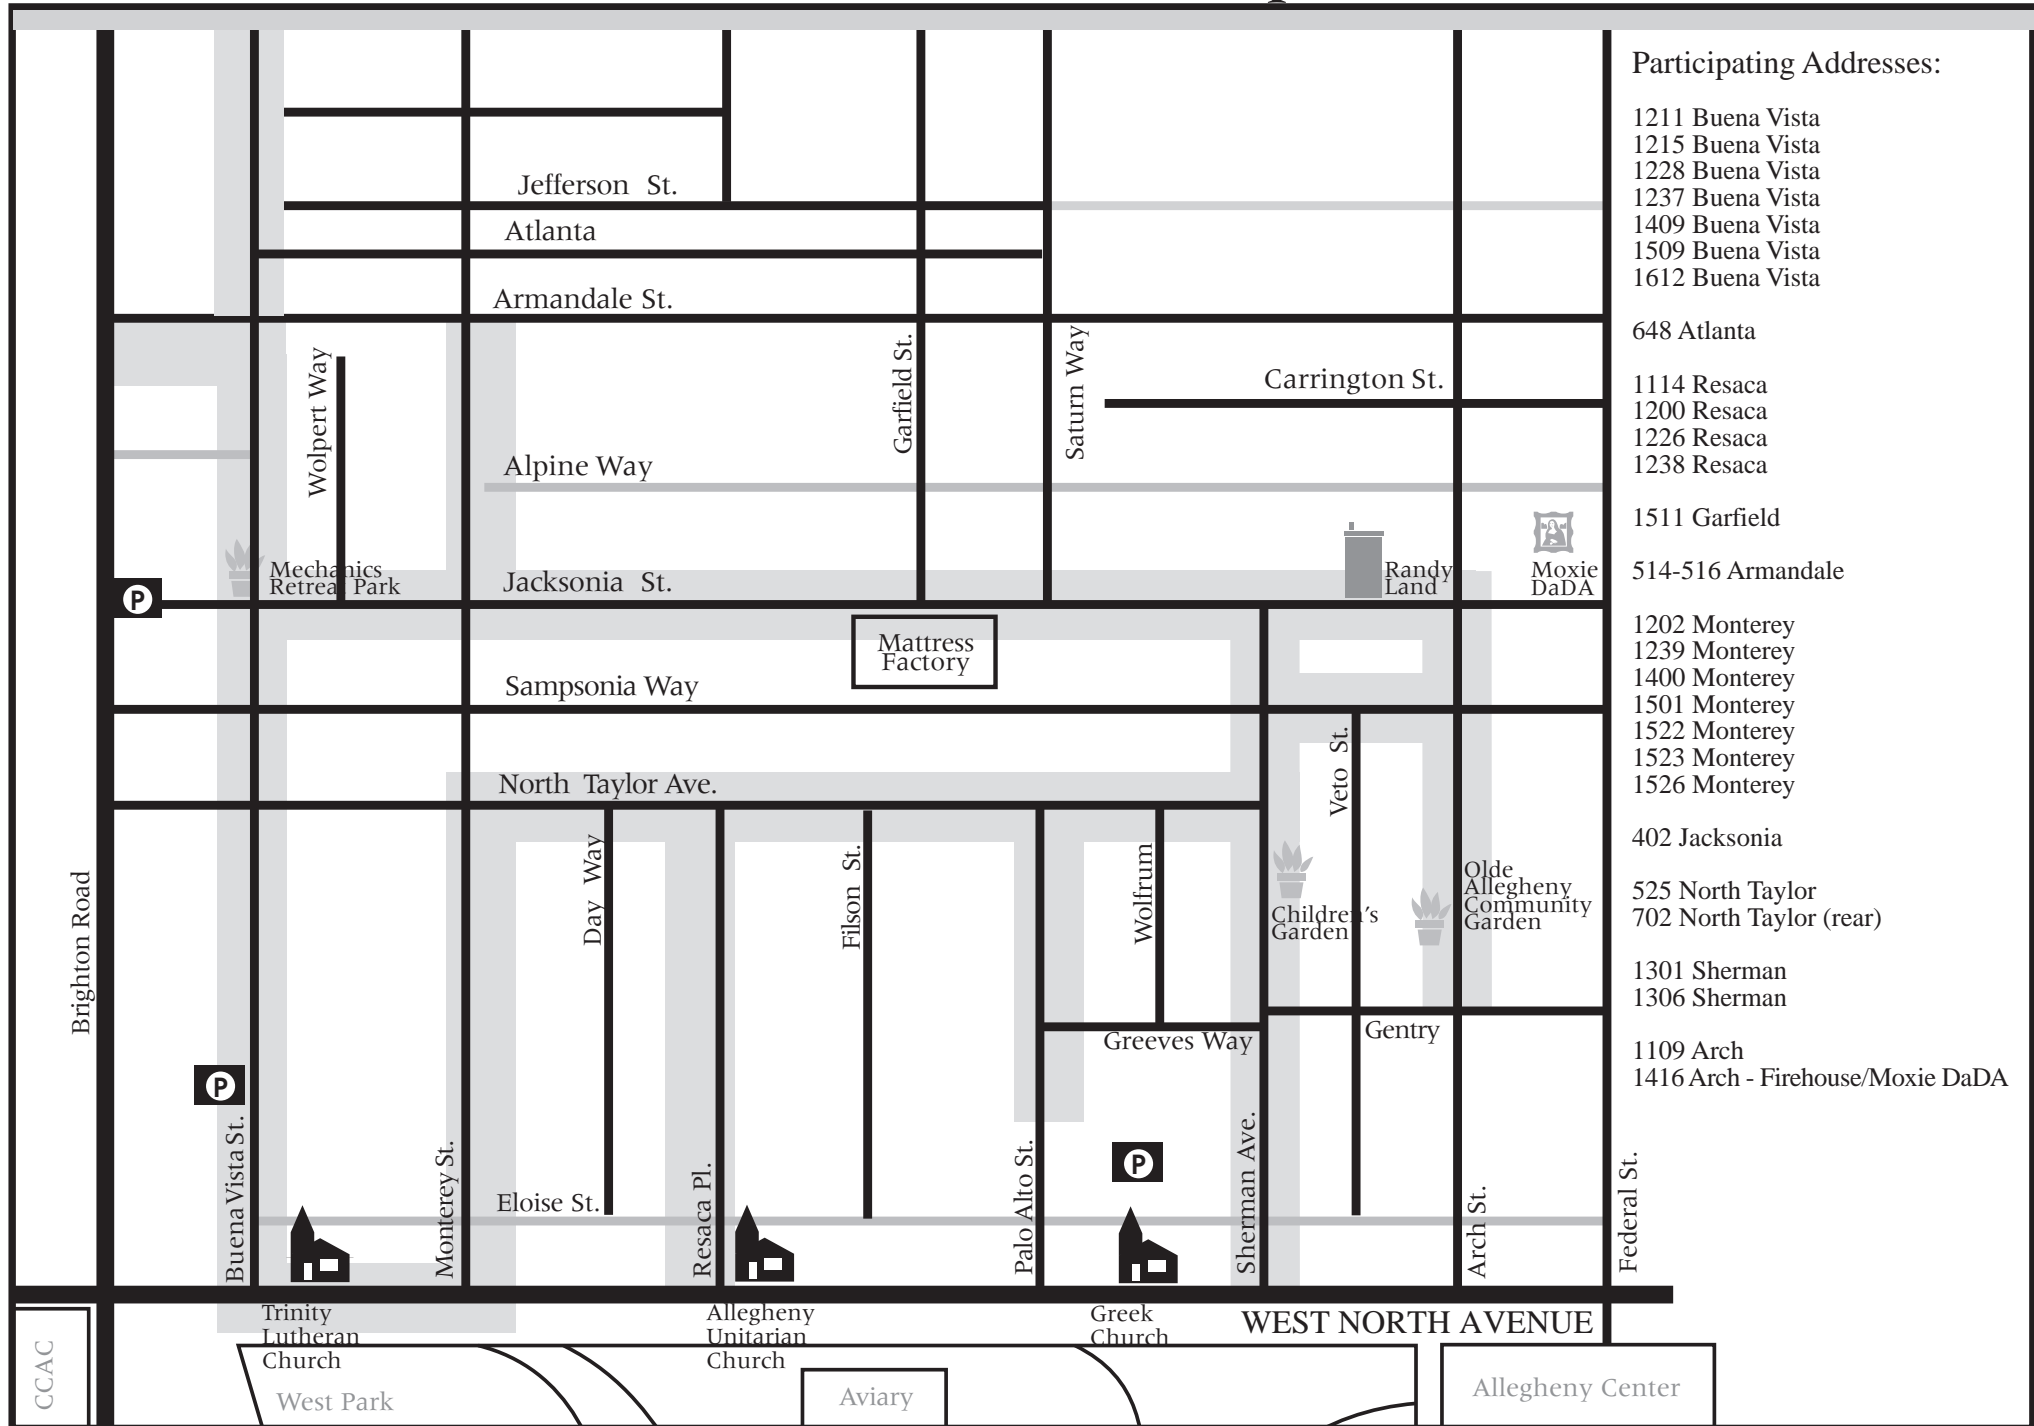 Participating Addresses:
1211 Buena Vista
1215 Buena Vista
1228 Buena Vista
1237 Buena Vista
1409 Buena Vista
1509 Buena Vista
1612 Buena Vista
648 Atlanta
1114 Resaca
1200 Resaca
1226 Resaca
1238 Resaca
1511 Garfield
514-516 Armandale
1202 Monterey
1239 Monterey
1400 Monterey
1501 Monterey
1522 Monterey
1523 Monterey
1526 Monterey
402 Jacksonia
525 North Taylor
702 North Taylor (rear)
1301 Sherman
1306 Sherman
1109 Arch
1416 Arch - Firehouse/Moxie DaDA
Jefferson St.
Atlanta
Armandale St.
Wolpert Way
Garfield St.
Saturn Way
Carrington St.
Alpine Way
Mechanics
Retreat Park
Jacksonia St.
Randy
Land
Moxie
DaDA
P
Mattress
Factory
Sampsonia Way
North Taylor Ave.
Veto St.
Day Way
Filson St.
Wolfrum
Children's
Garden
Olde
Allegheny
Community
Garden
Brighton Road
Greeves Way
Gentry
P
P
Buena Vista St.
Monterey St.
Eloise St.
Resaca Pl.
Palo Alto St.
Sherman Ave.
Arch St.
Federal St.
Trinity
Lutheran
Church
Allegheny
Unitarian
Church
Greek
Church
WEST NORTH AVENUE
CCAC
West Park
Aviary
Allegheny Center